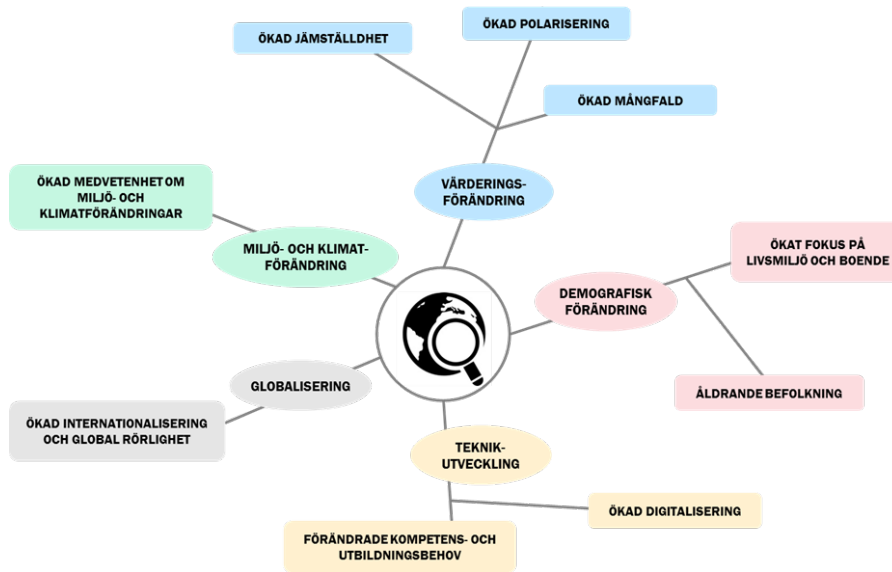 ÖKAD POLARISERING
ÖKAD JÄMSTÄLLDHET
ÖKAD MÅNGFALD
VÄRDERINGS-
FÖRÄNDRING
ÖKAD MEDVETENHET OM
MILJÖ- OCH
KLIMATFÖRÄNDRINGAR
MILJÖ- OCH KLIMAT-
FÖRÄNDRING
ÖKAT FOKUS PÅ
LIVSMILJÖ OCH BOENDE
DEMOGRAFISK
FÖRÄNDRING
ÅLDRANDE BEFOLKNING
GLOBALISERING
ÖKAD INTERNATIONALISERING
OCH GLOBAL RÖRLIGHET
TEKNIK-
UTVECKLING
ÖKAD DIGITALISERING
FÖRÄNDRADE KOMPETENS- OCH
UTBILDNINGSBEHOV